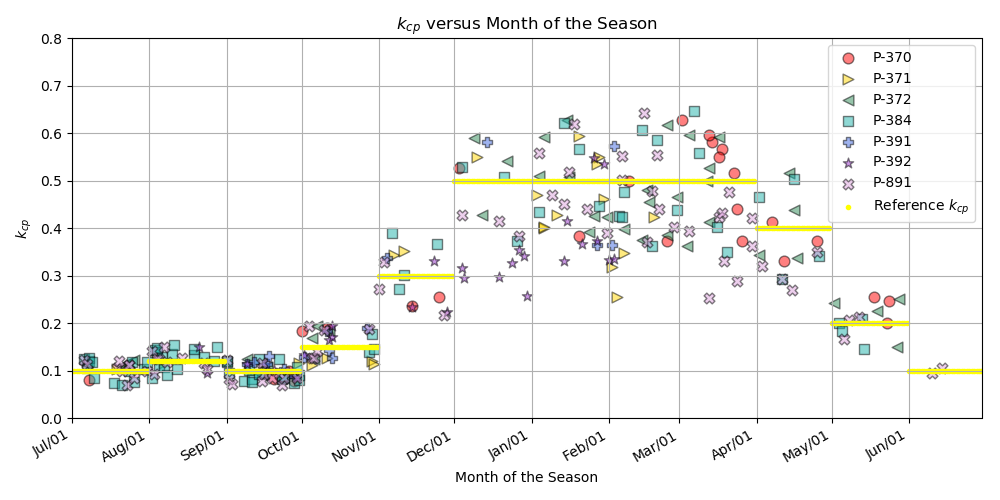 k_cp versus Month of the Season
0.8
0.7
0.6
0.5
0.4
0.3
0.2
0.1
0.0
k_cp
P-370
P-371
P-372
P-384
P-391
P-392
P-891
Reference k_cp
Jul/01
Aug/01
Sep/01
Oct/01
Nov/01
Dec/01
Jan/01
Feb/01
Mar/01
Apr/01
May/01
Jun/01
Month of the Season